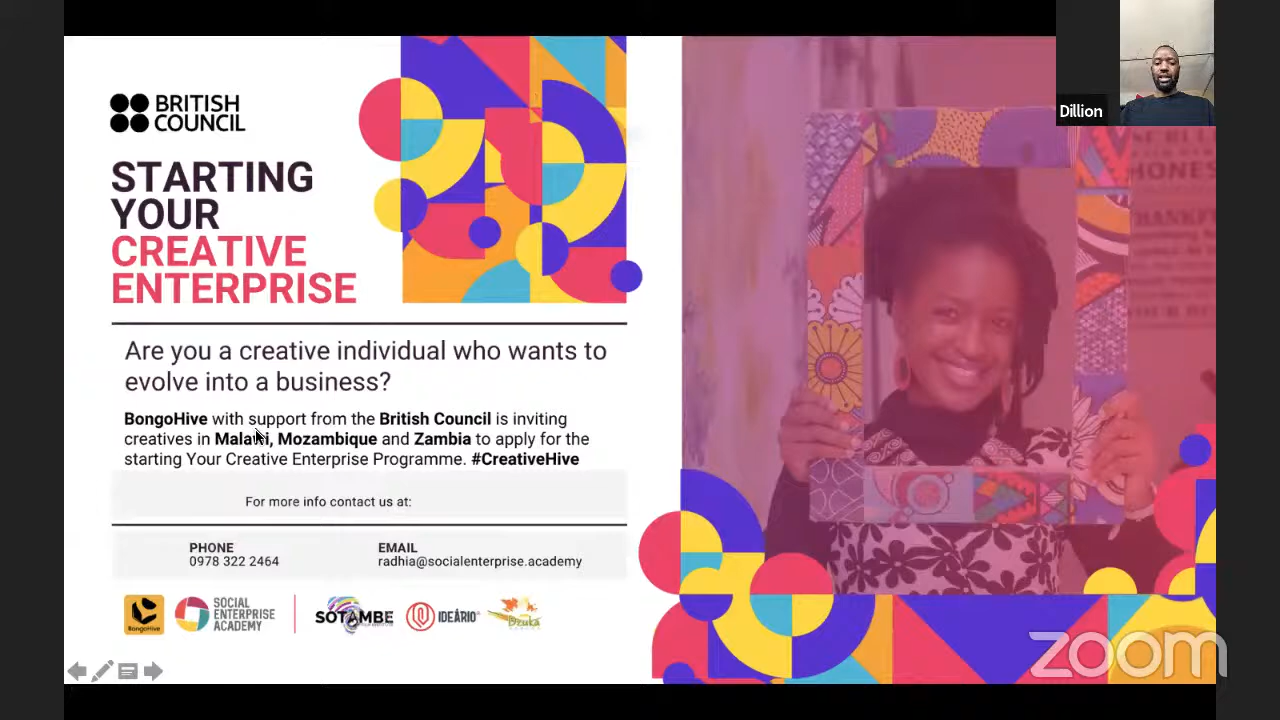 BRITISH
COUNCIL
STARTING
YOUR
CREATIVE
ENTERPRISE
Are you a creative individual who wants to
evolve into a business?
BongoHive with support from the British Council is inviting
creatives in Malawi, Mozambique and Zambia to apply for the
starting Your Creative Enterprise Programme. #CreativeHive
For more info contact us at:
PHONE
0978 322 2464
EMAIL
radhia@socialenterprise.academy
BongoHive
SOCIAL
ENTERPRISE
ACADEMY
SOTAMBE
IDEÁRIO
Dzuka
Dillion
HONES
zoom